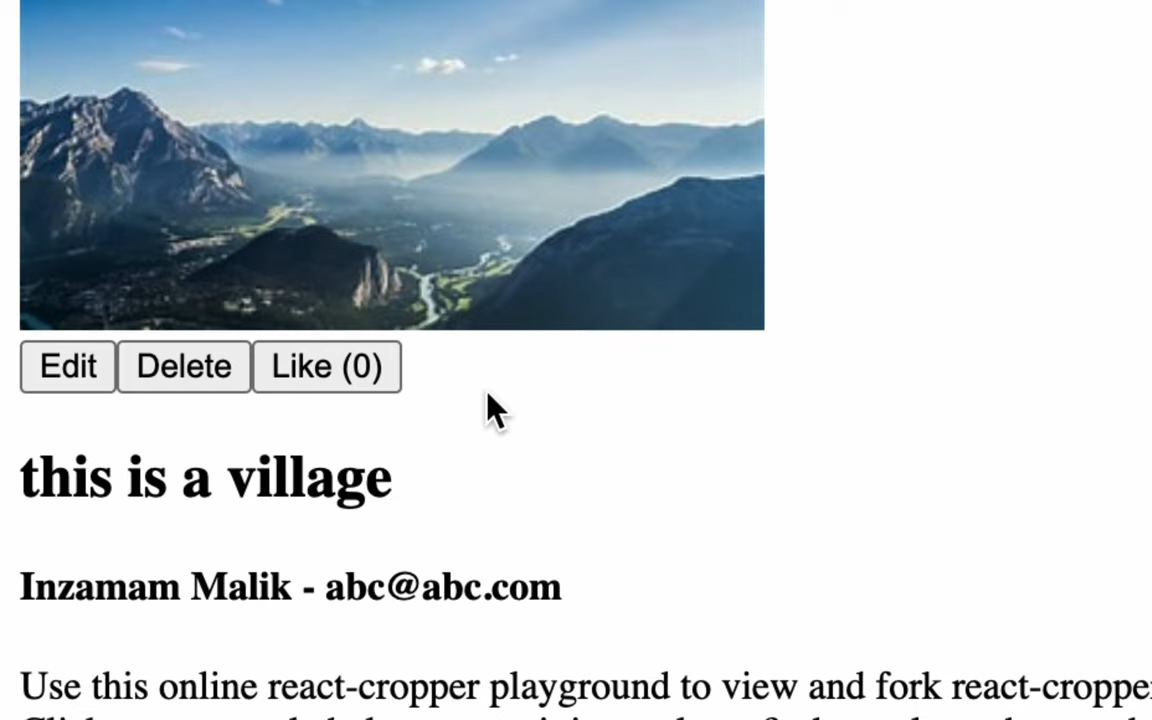 Edit Delete Like (0)
this is a village
Inzamam Malik - abc@abc.com
Use this online react-cropper playground to view and fork react-cropper